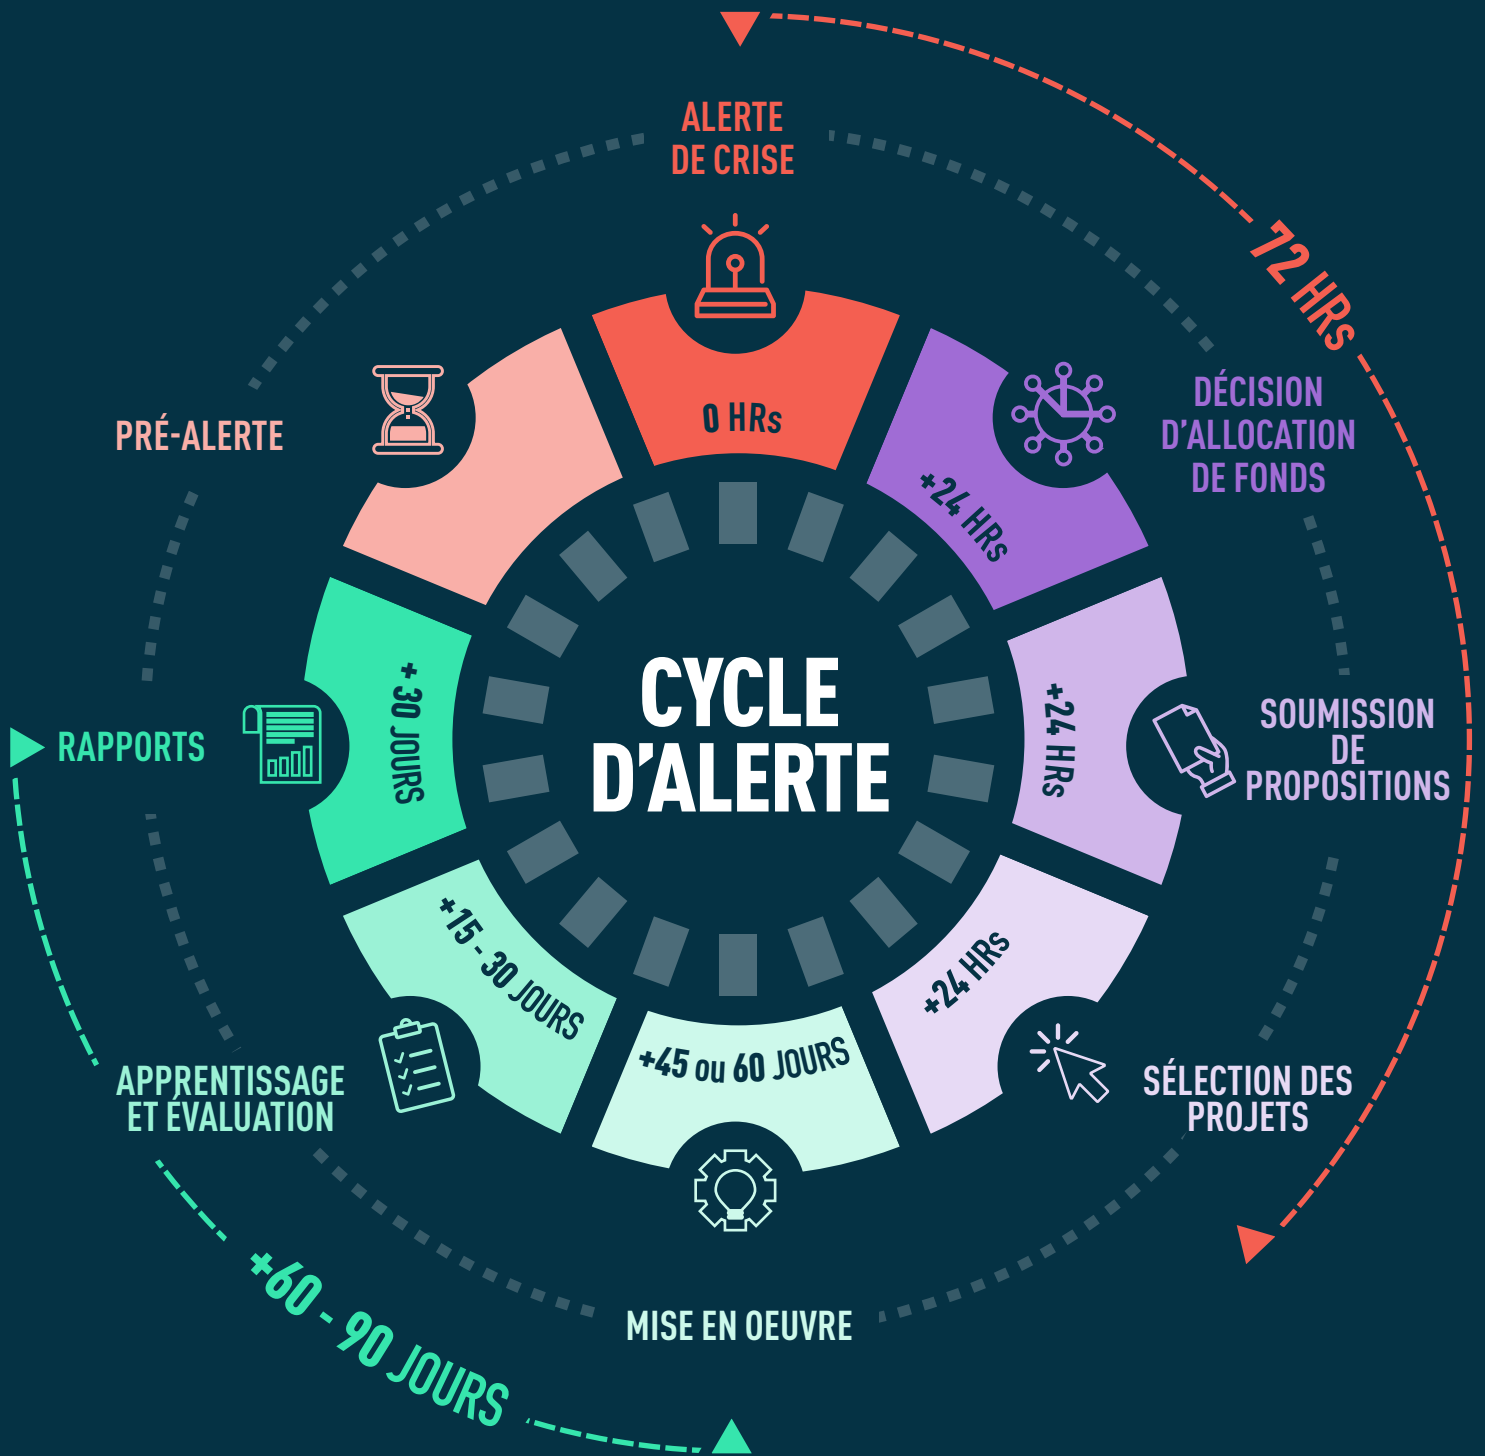 CYCLE
D'ALERTE
ALERTE
DE CRISE
0 HRs
72 HRs
DÉCISION
D'ALLOCATION
DE FONDS
+24 HRs
SOUMISSION
DE
PROPOSITIONS
+24 HRs
SÉLECTION DES
PROJETS
+24 HRs
MISE EN OEUVRE
+45 ou 60 JOURS
APPRENTISSAGE
ET ÉVALUATION
+15 - 30 JOURS
+60 - 90 JOURS
RAPPORTS
+ 30 JOURS
PRÉ-ALERTE